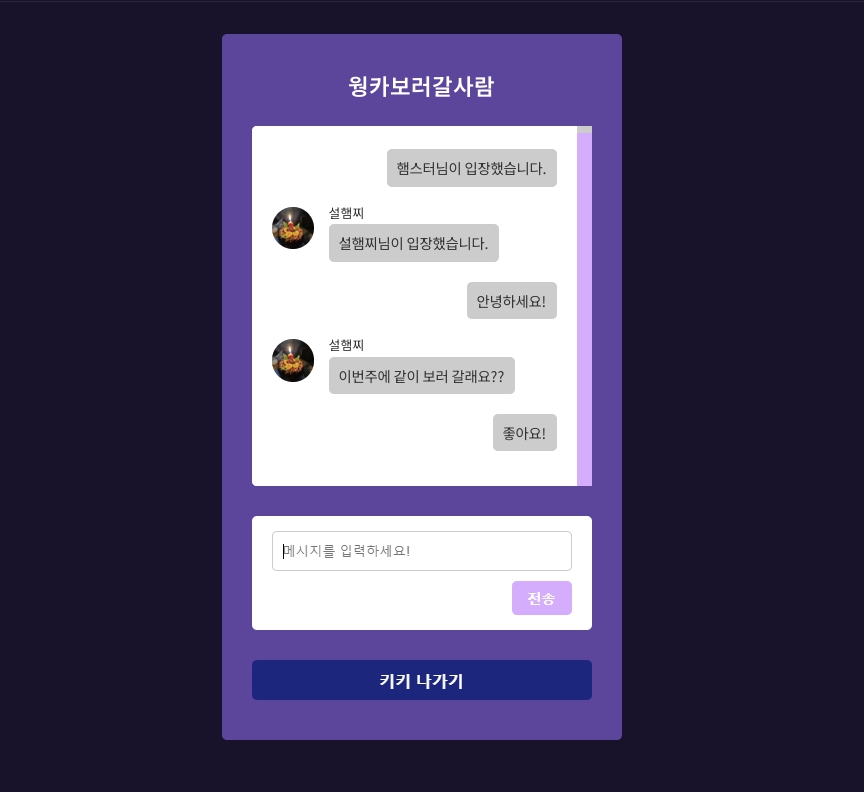 웡카보러갈사람
햄스터님이 입장했습니다.
설햄찌
설햄찌님이 입장했습니다.
안녕하세요!
설햄찌
이번주에 같이 보러 갈래요??
좋아요!
메시지를 입력하세요!
전송
키키 나가기